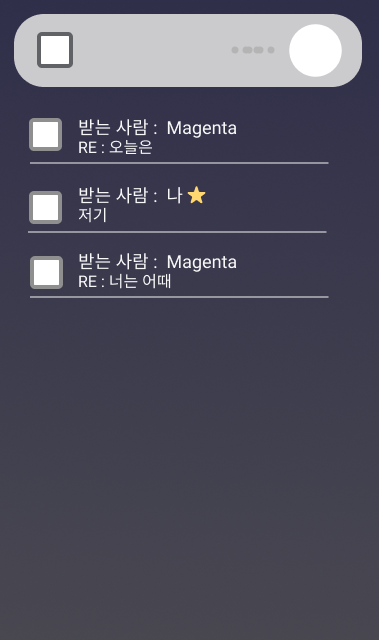 받는 사람 : Magenta
RE : 오늘은
받는 사람 : 나 ⭐
저기
받는 사람 : Magenta
RE : 너는 어때